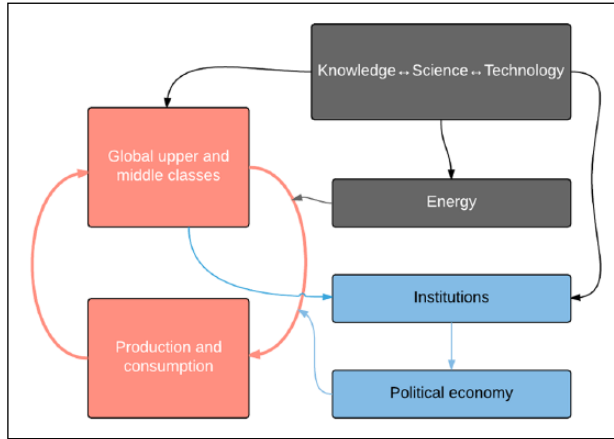 Knowledge↔Science↔Technology
Global upper and
middle classes
Energy
Institutions
Production and
consumption
Political economy